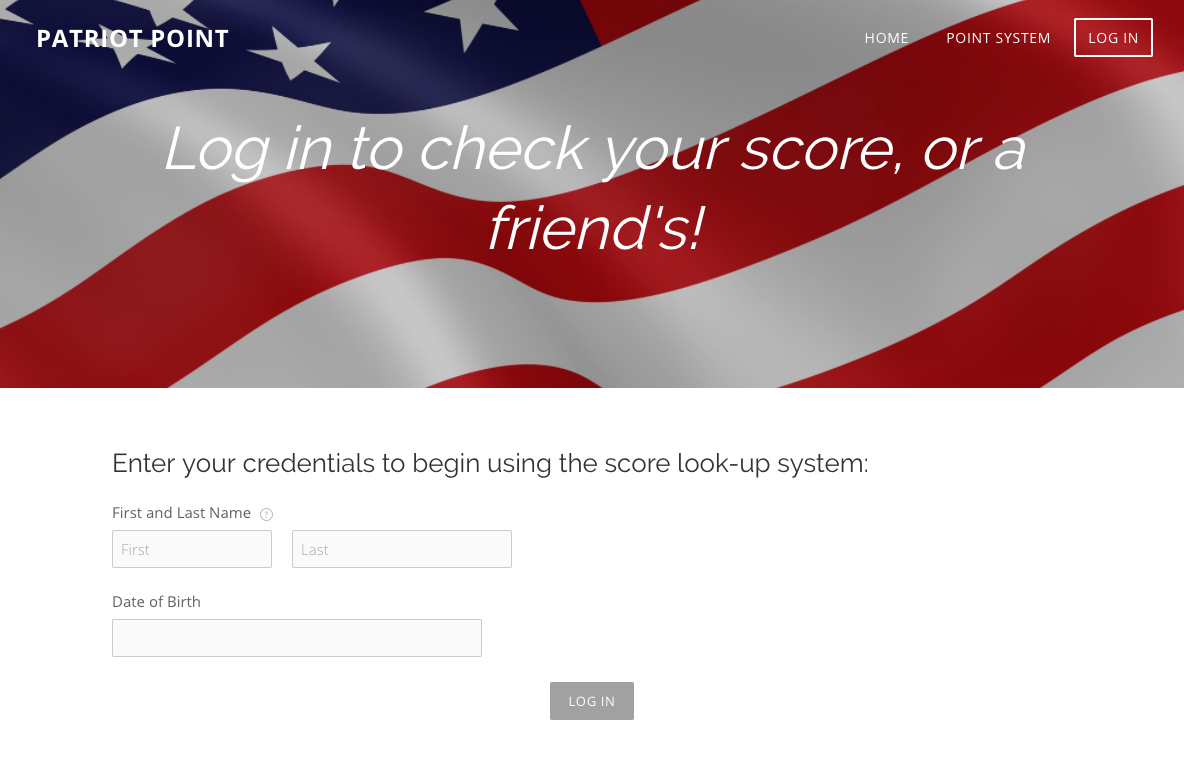 PATRIOT POINT
HOME POINT SYSTEM LOG IN
Log in to check your score, or a
friend's!
Enter your credentials to begin using the score look-up system:
First and Last Name ?
First Last
Date of Birth
LOG IN